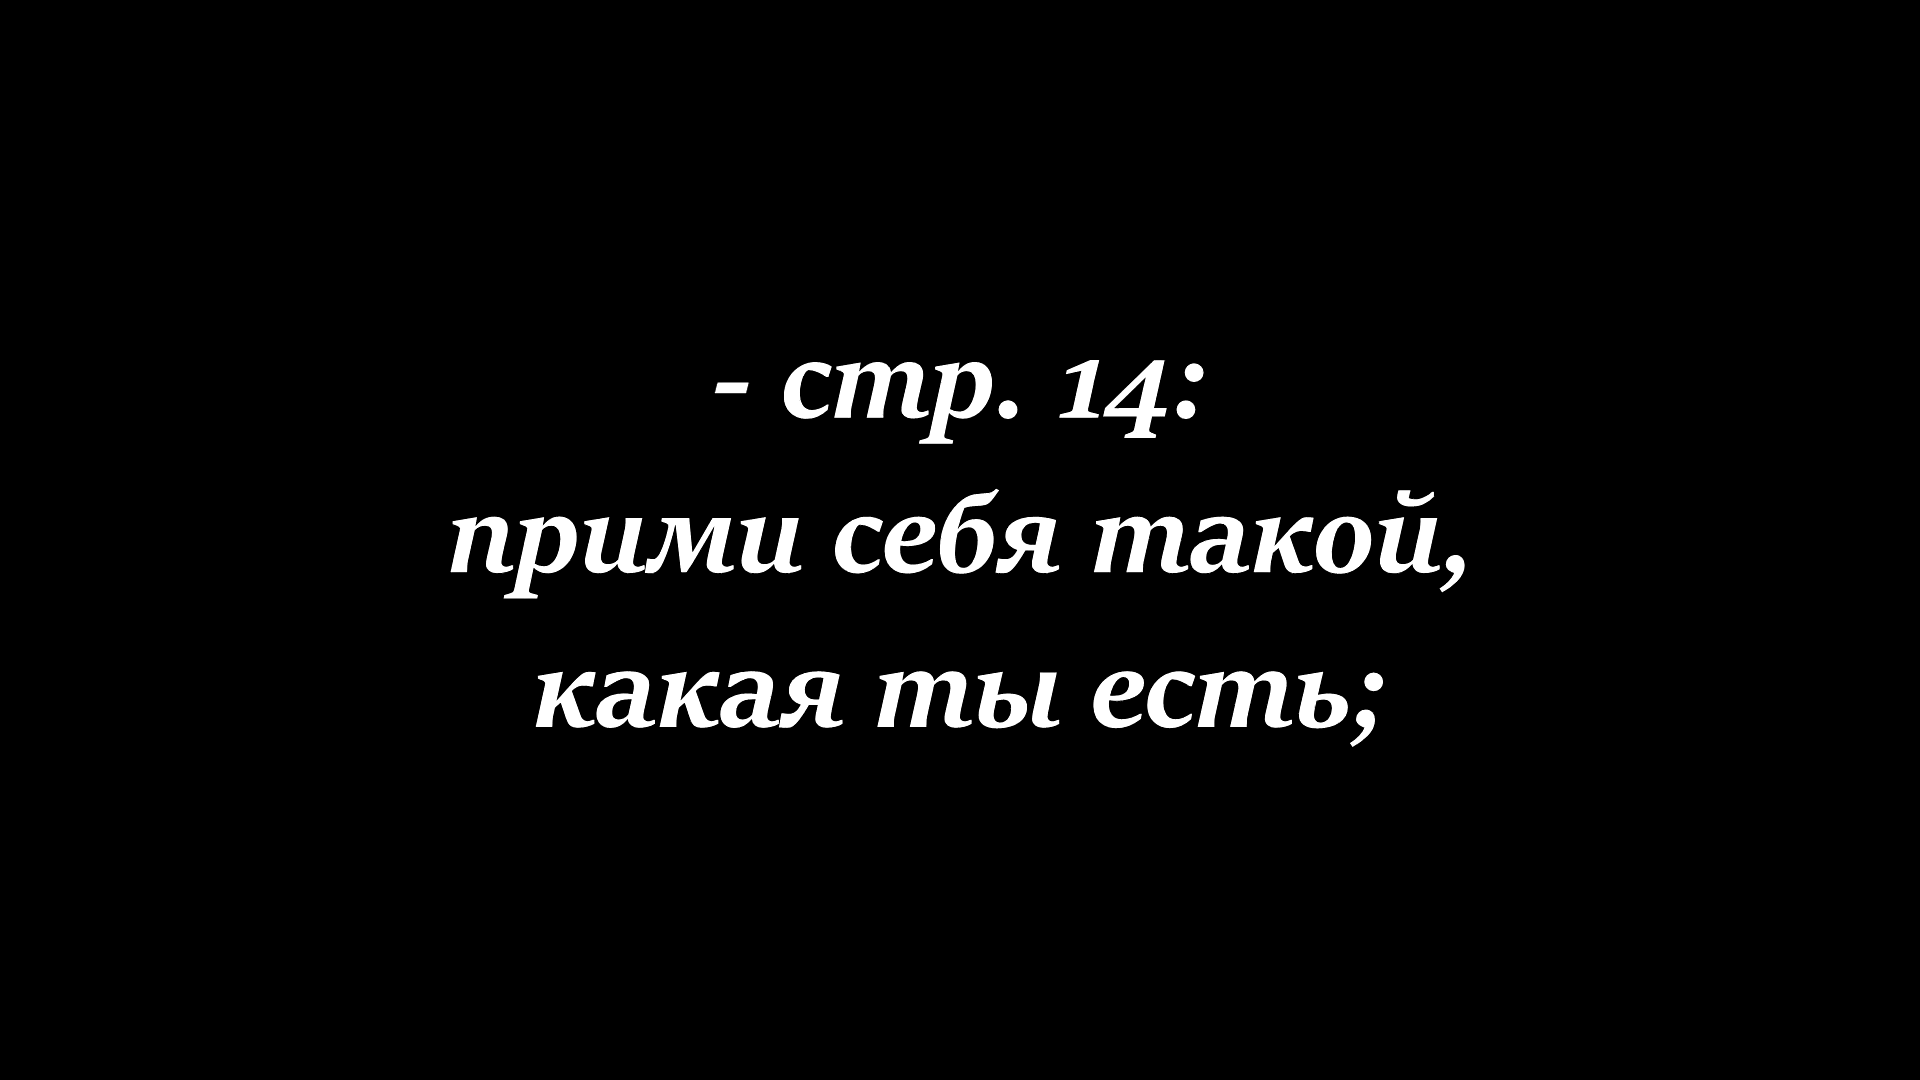 - стр. 14:
прими себя такой,
какая ты есть;